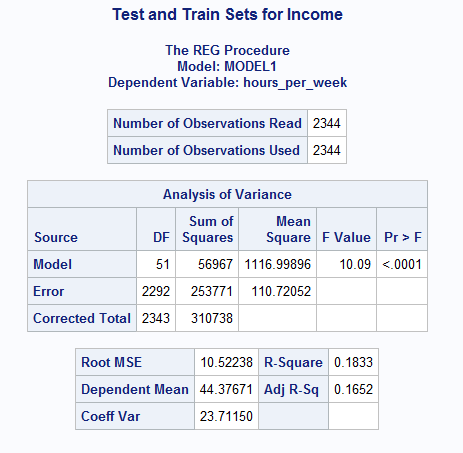 Test and Train Sets for Income
The REG Procedure
Model: MODEL1
Dependent Variable: hours_per_week
Number of Observations Read 2344
Number of Observations Used 2344
Analysis of Variance
Source DF Sum of Squares Mean Square F Value Pr > F
Model 51 56967 1116.99896 10.09 <.0001
Error 2292 253771 110.72052
Corrected Total 2343 310738
Root MSE 10.52238 R-Square 0.1833
Dependent Mean 44.37671 Adj R-Sq 0.1652
Coeff Var 23.71150